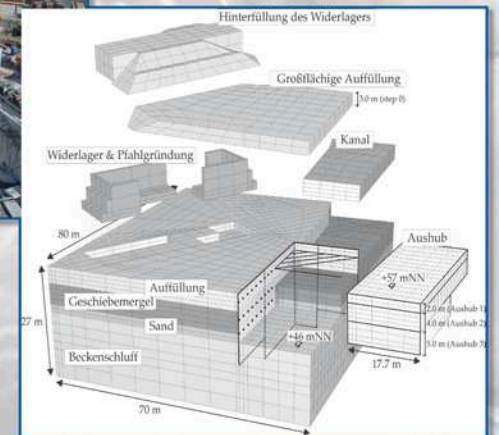 Hinterfüllung des Widerlagers
Großflächige Auffüllung
3.0 m (step 0)
Widerlager & Pfahlgründung
Kanal
80 m
Aushub
+57 mNN
Auffüllung
Geschiebemergel
2.0 m (Aushub 1)
4.0 m (Aushub 2)
27 m
Sand
+46 mNN
5.0 m (Aushub 3)
Beckenschluff
17.7 m
70 m